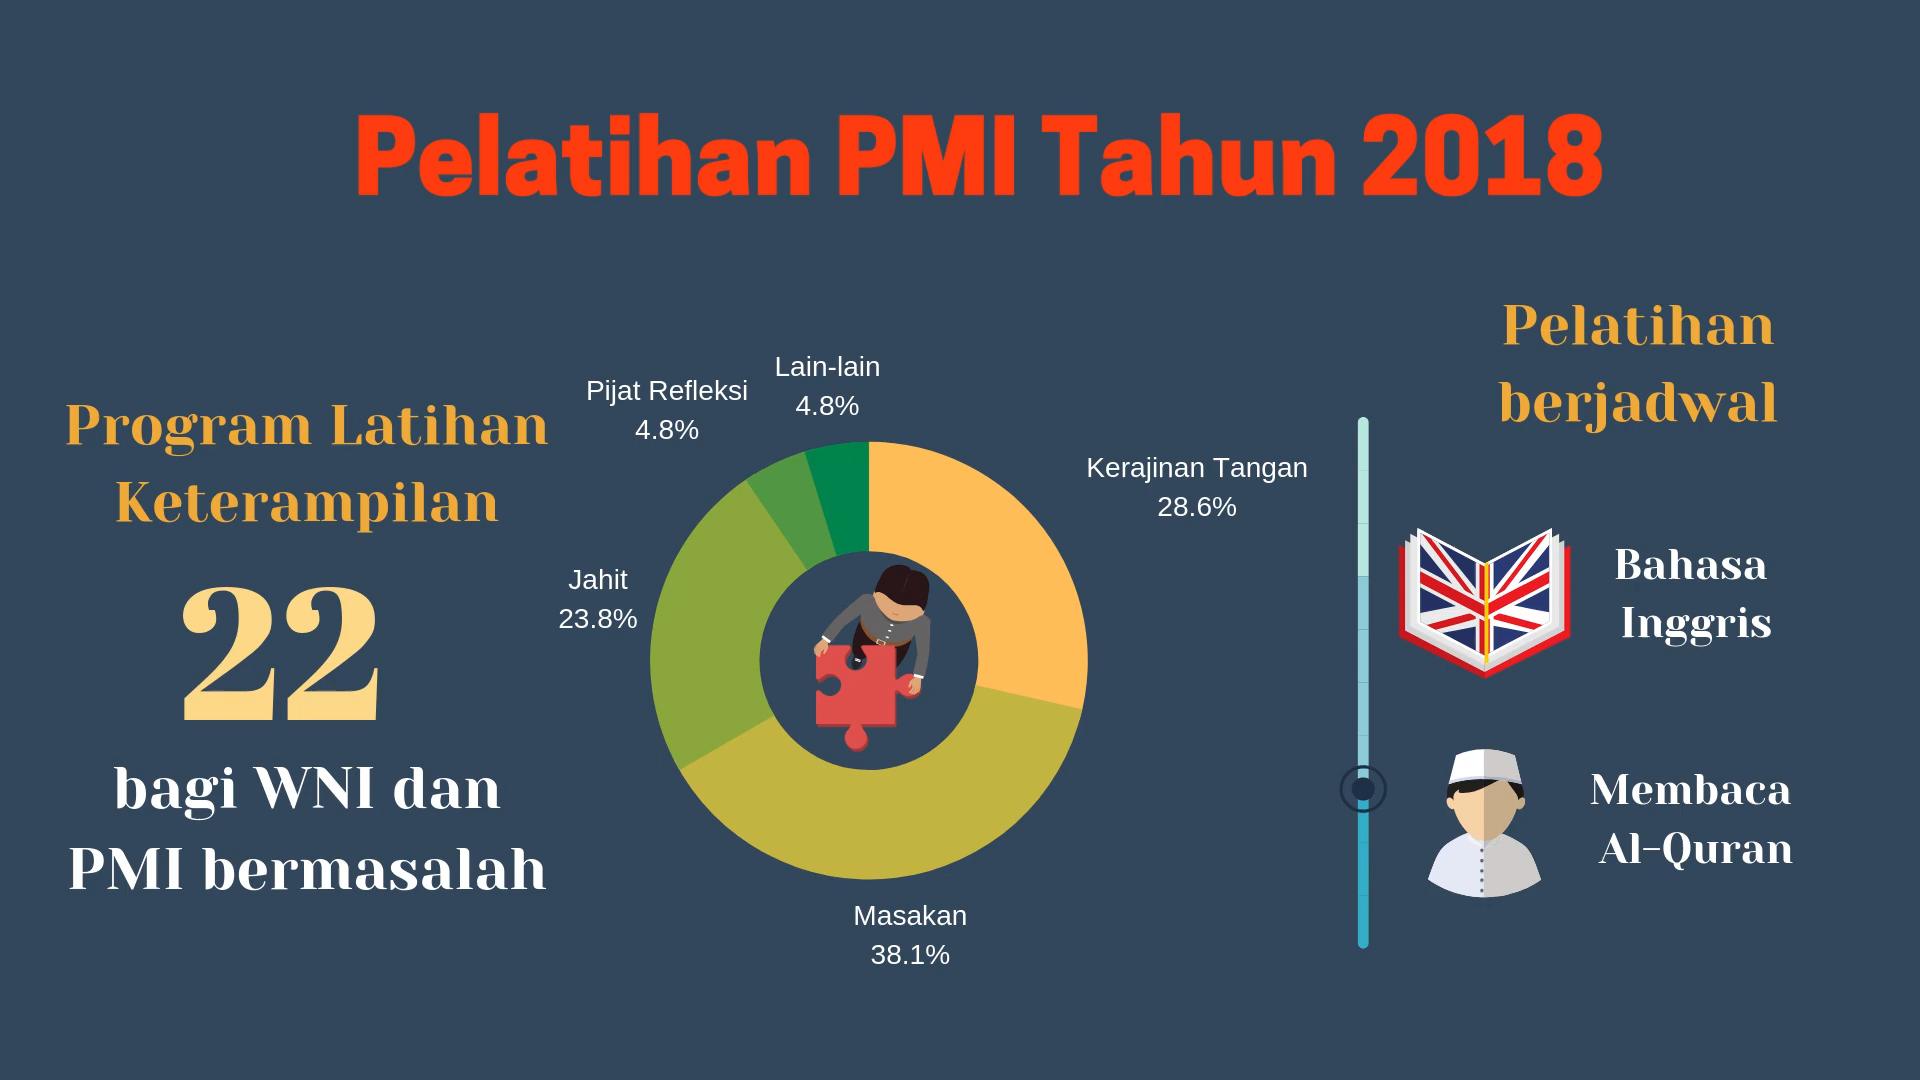 Pelatihan PMI Tahun 2018
Program Latihan
Keterampilan
22
bagi WNI dan
PMI bermasalah
Lain-lain
4.8%
Pijat Refleksi
4.8%
Kerajinan Tangan
28.6%
Jahit
23.8%
Masakan
38.1%
Pelatihan
berjadwal
Bahasa
Inggris
Membaca
Al-Quran